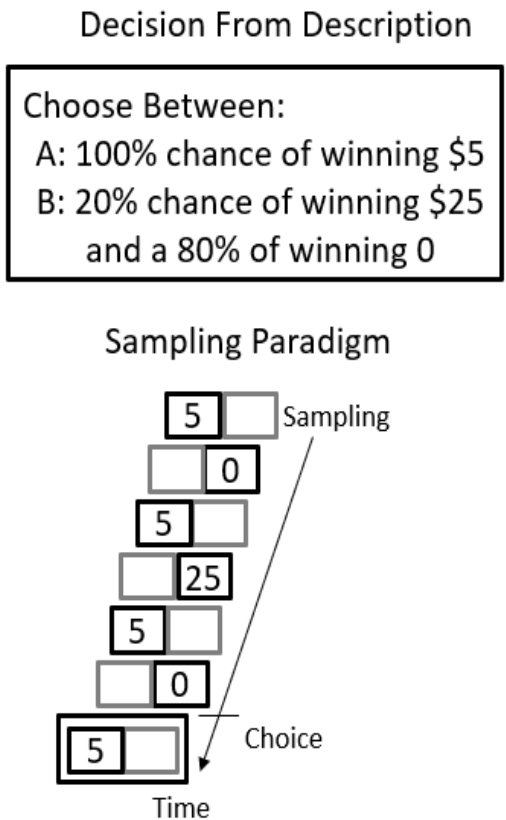 Decision From Description
Choose Between:
A: 100% chance of winning $5
B: 20% chance of winning $25
and a 80% of winning 0
Sampling Paradigm
5 Sampling
0
5
25
5
0
5 Choice
Time